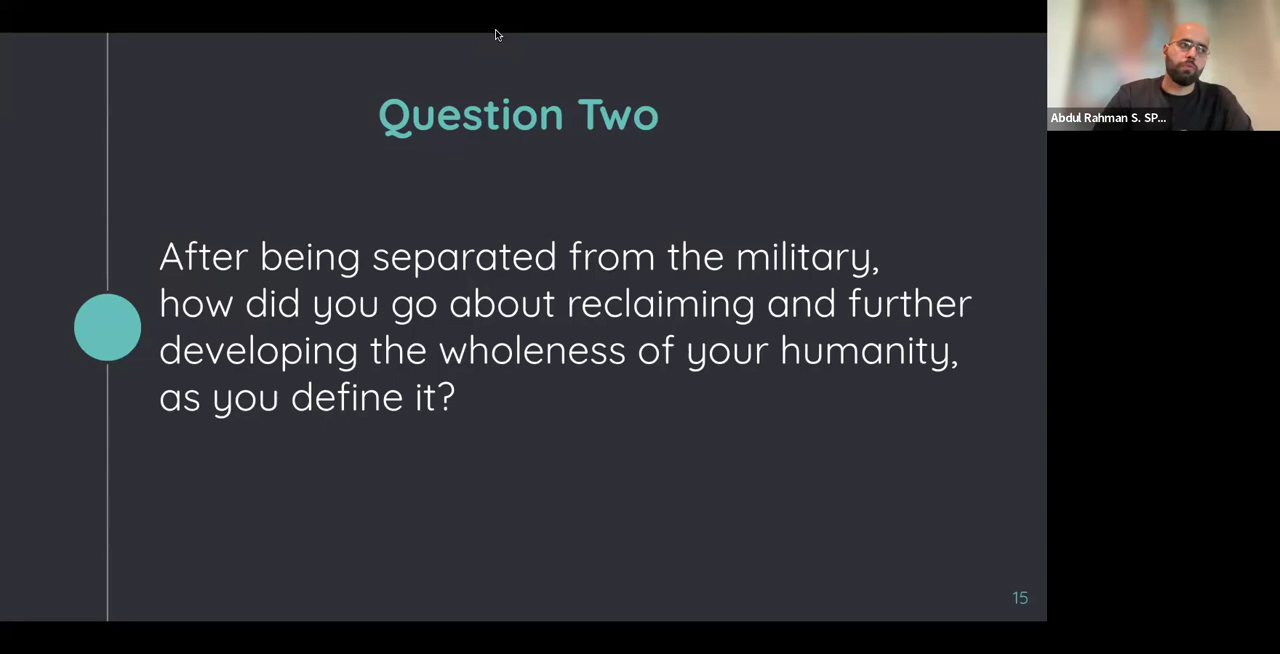 Question Two
After being separated from the military,
how did you go about reclaiming and further
developing the wholeness of your humanity,
as you define it?
15
Abdul Rahman S. SP...